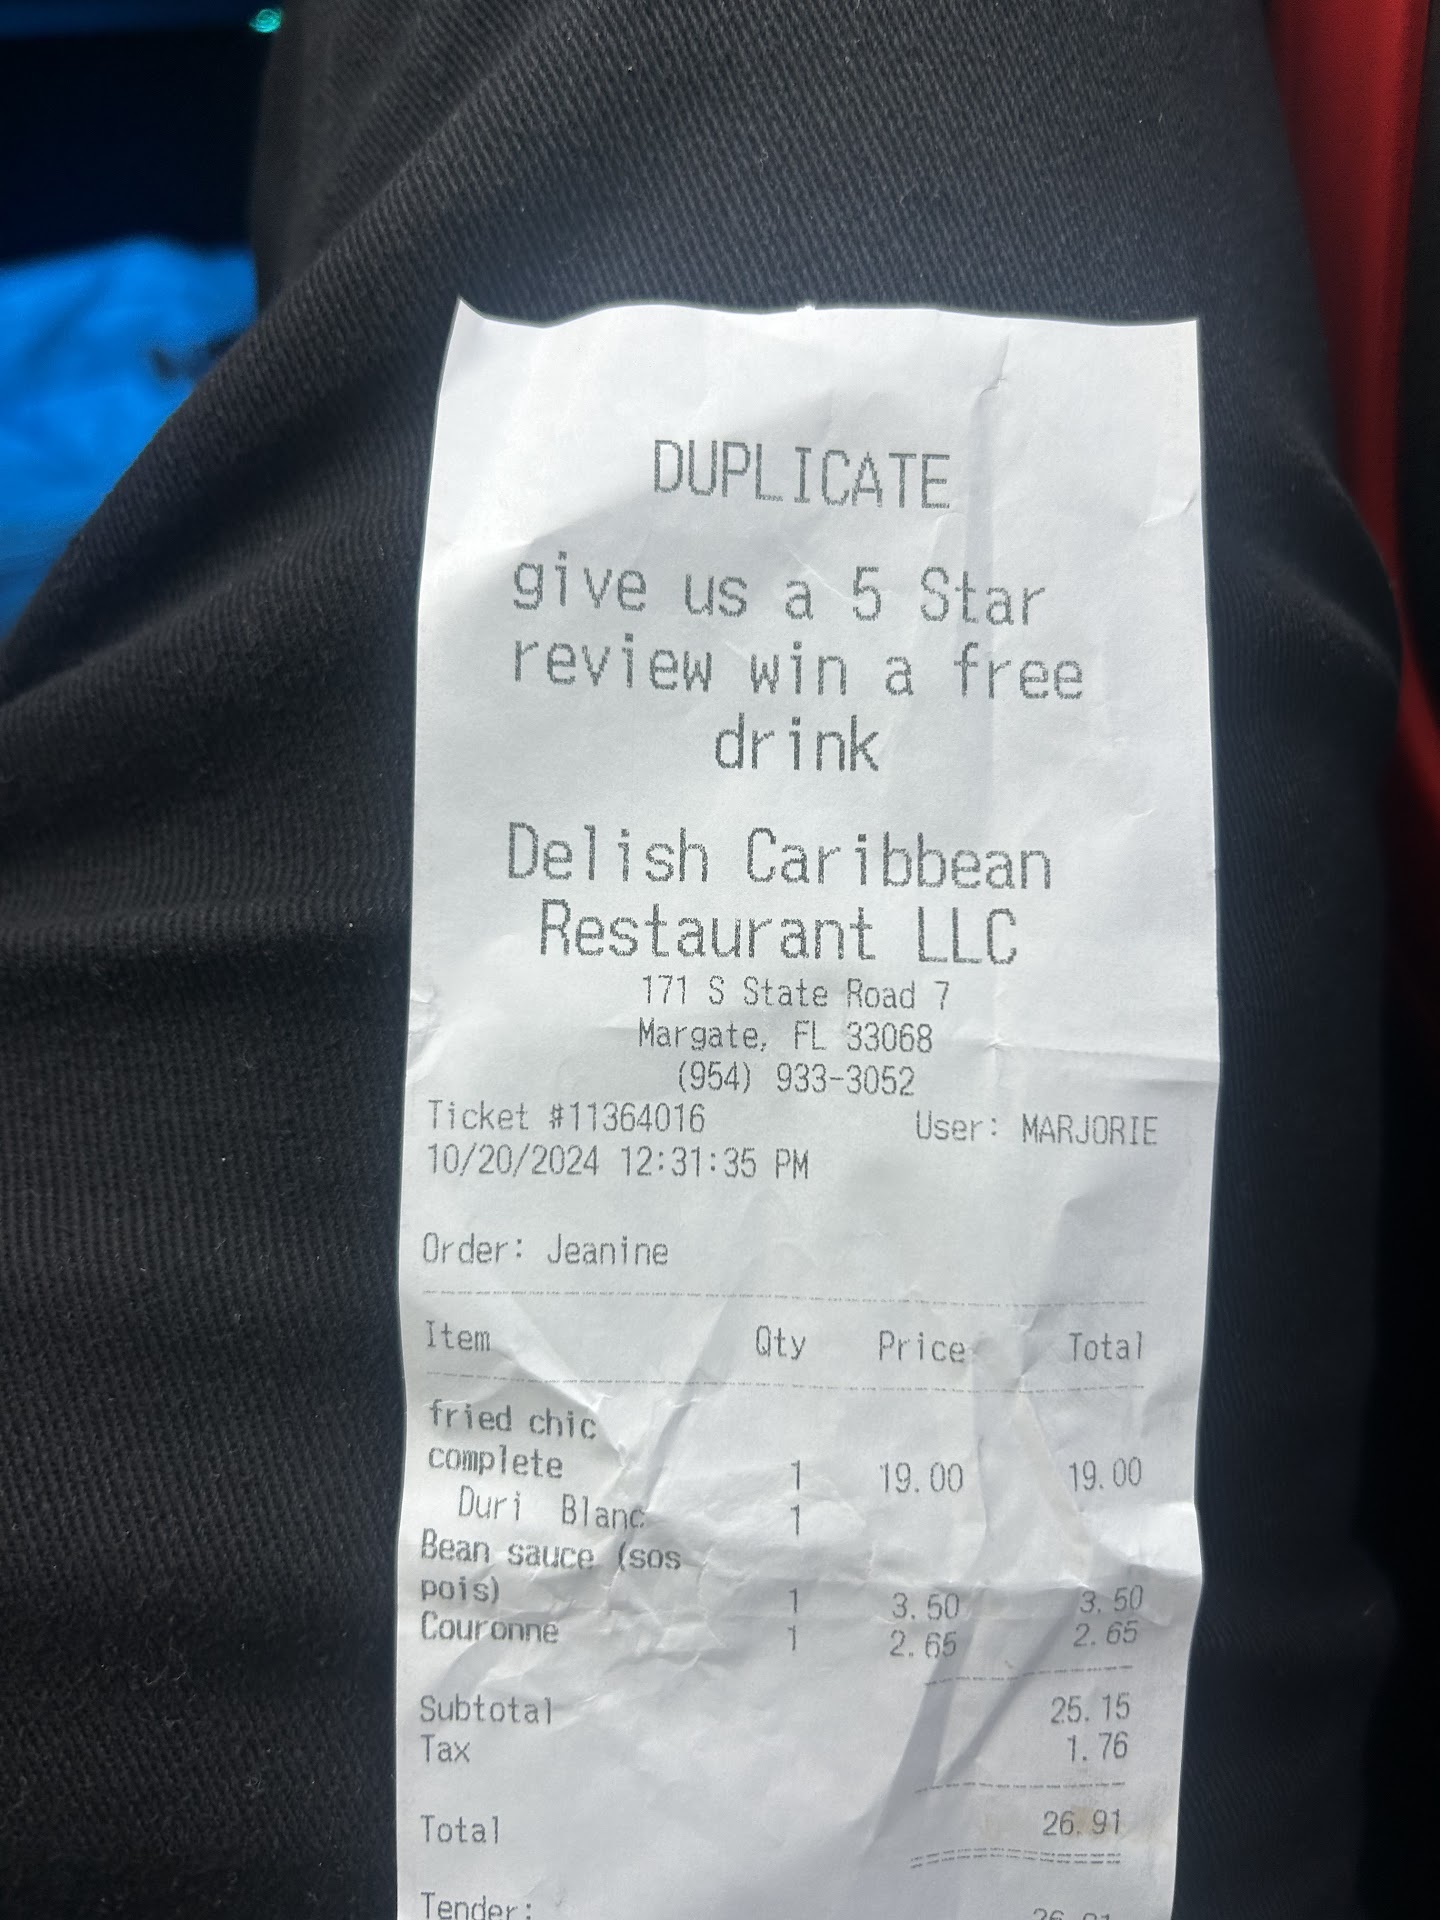 DUPLICATE
give us a 5 Star
review win a free
drink
Delish Caribbean
Restaurant LLC
171 S State Road 7
Margate, FL 33068
(954) 933-3052
Ticket #11364016 User: MARJORIE
10/20/2024 12:31:35 PM
Order: Jeanine
Item Qty Price Total
fried chic
complete 1 19.00 19.00
Duri Blanc 1
Bean sauce (sos
pois) 1 3.50 3.50
Couronne 1 2.65 2.65
Subtotal 25.15
Tax 1.76
Total 26.91
Tender: